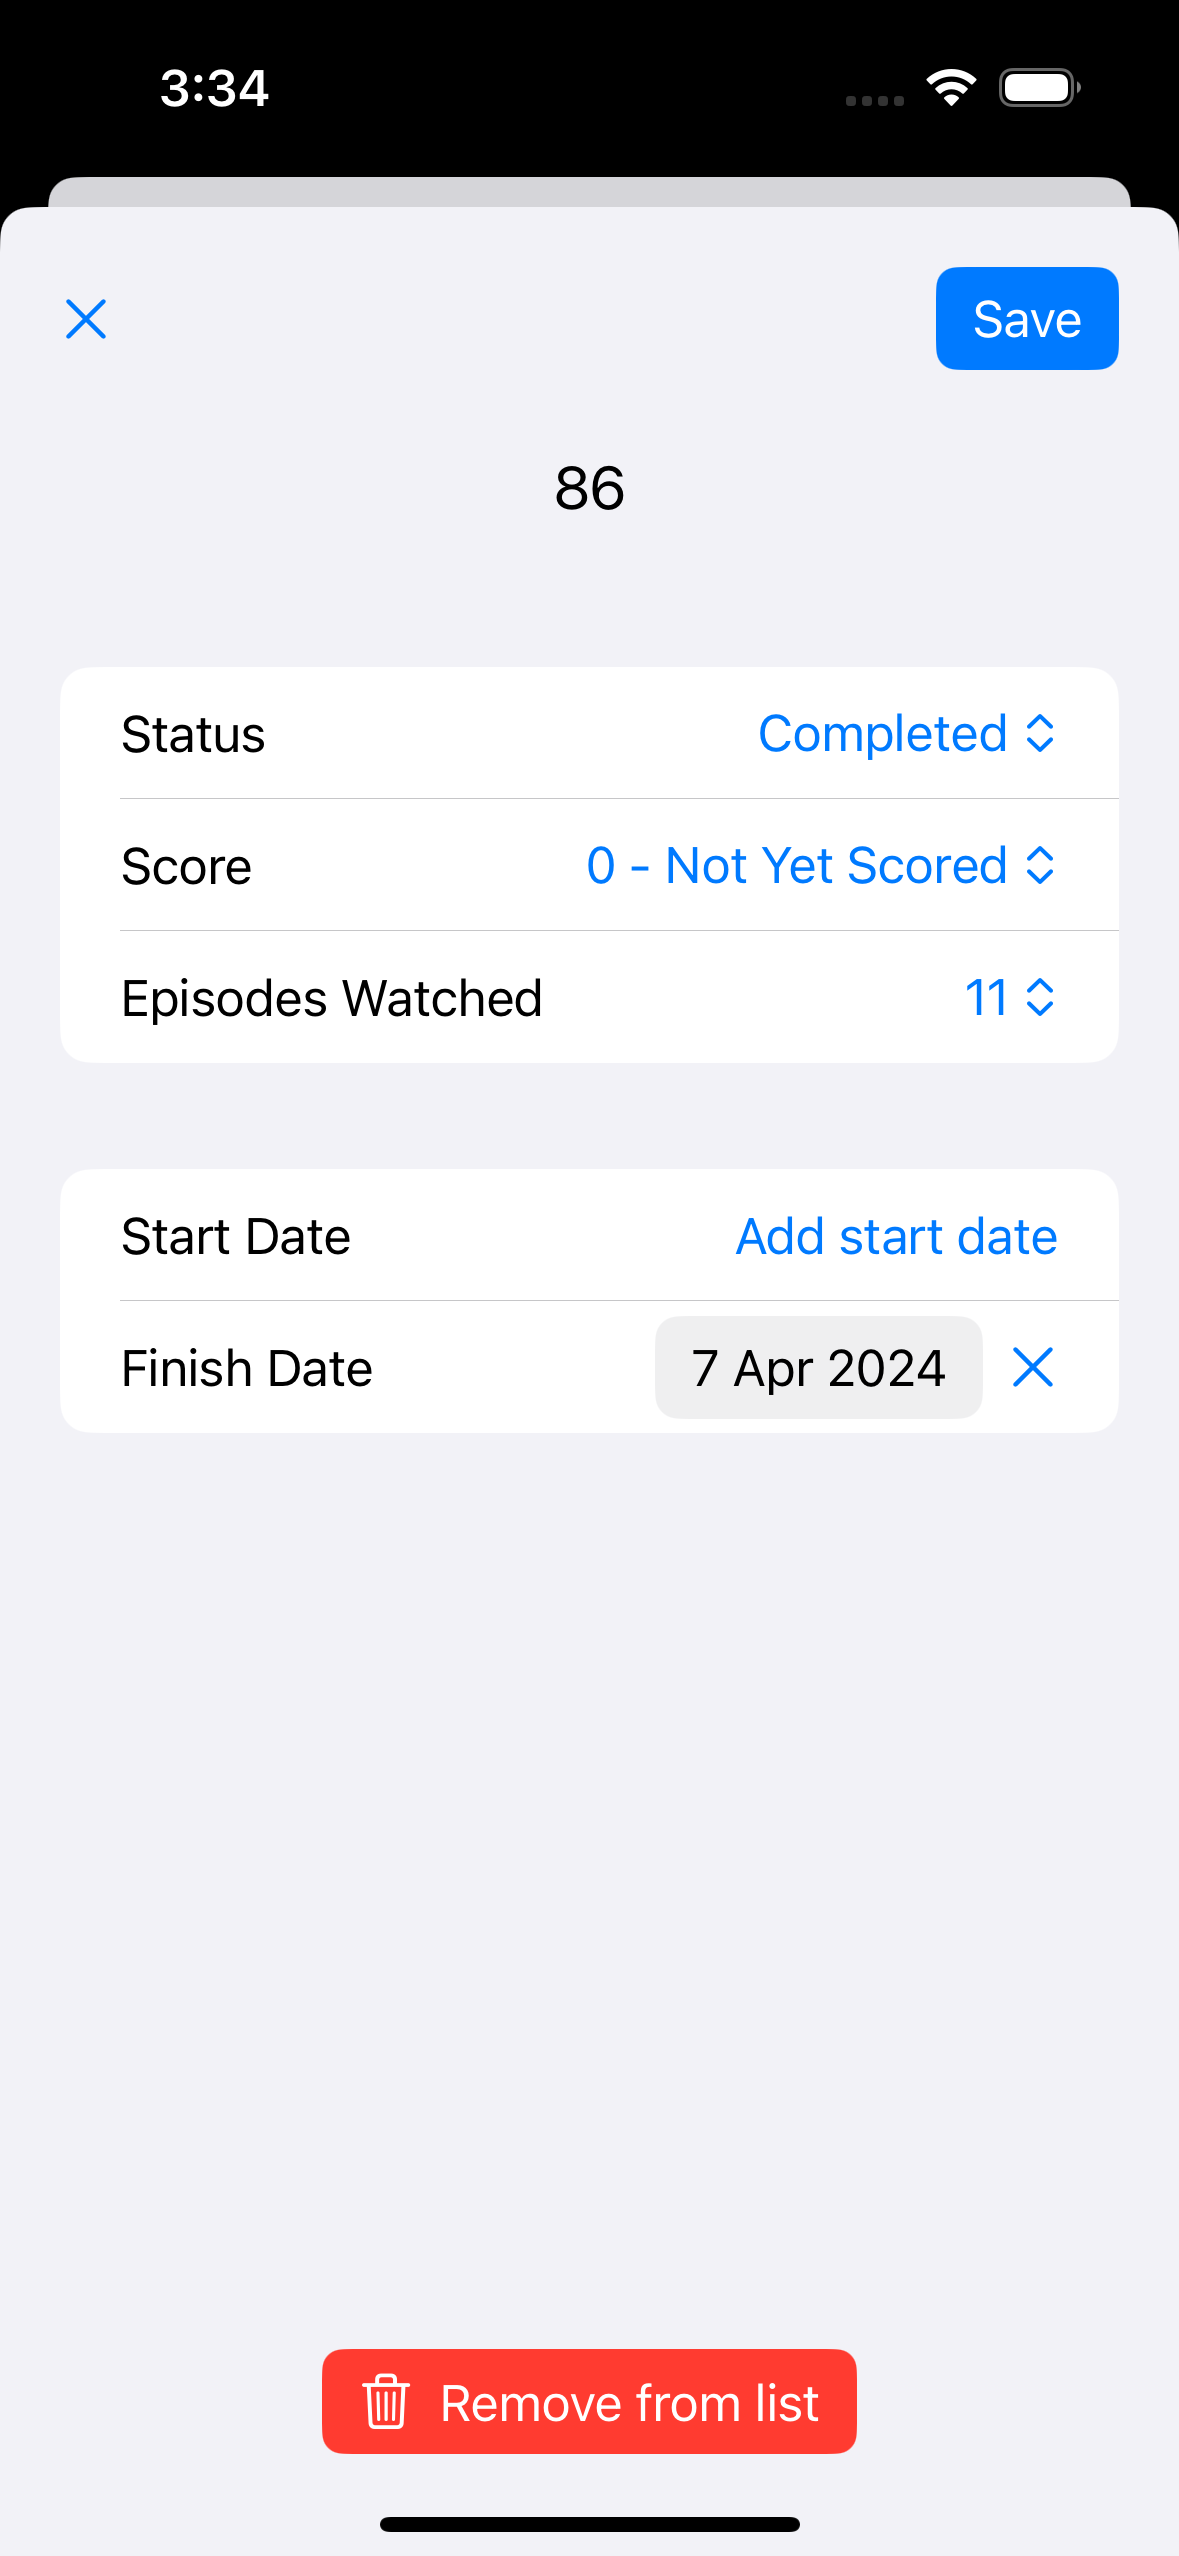 3:34
Save
86
Status Completed
Score 0 - Not Yet Scored
Episodes Watched 11
Start Date Add start date
Finish Date 7 Apr 2024
Remove from list